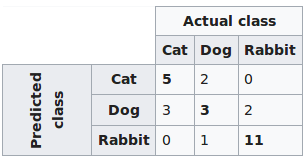 Actual class
Cat Dog Rabbit
Predicted
class
Cat 5 2 0
Dog 3 3 2
Rabbit 0 1 11